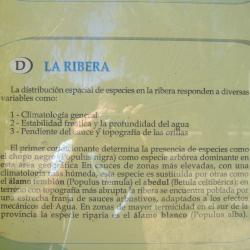 D LA RIBERA
La distribución espacial de especies en la ribera responden a diversas
variables como:
1 - Climatología general
2 - Estabilidad freática y la profundidad del agua
3 - Pendiente del cauce y topografía de las orillas
El primer condicionante determina la presencia de especies como
el chopo negro (Populus nigra) como especie arbórea dominante en
esta área geográfica En cauces de zonas más elevadas, con una
climatología más húmeda, esta especie es sustituida por otras como
el álamo temblón (Populus tremula) el abedul (Betula celtibérica); en
terreno con topografía más abrupta la ribera se encuentra poblada por
una estrecha franja de sauces arbustivos, adaptados a los efectos
mecánicos del Agua. En zonas de mayor termicidad en el sur de la
provincia la especie riparia es el álamo blanco (Populus alba).